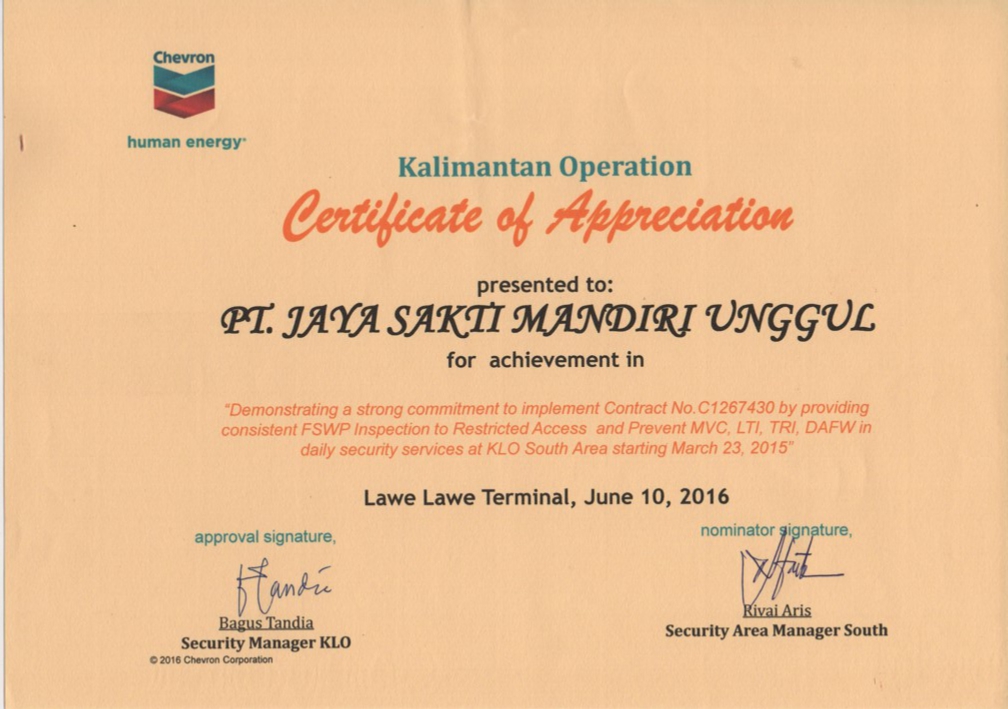 Chevron
human energy
Kalimantan Operation
Certificate of Appreciation
presented to:
PT. JAYA SAKTI MANDIRI UNGGUL
for achievement in
"Demonstrating a strong commitment to implement Contract No.C1267430 by providing
consistent FSWP Inspection to Restricted Access and Prevent MVC, LTI, TRI, DAFW in
daily security services at KLO South Area starting March 23, 2015"
Lawe Lawe Terminal, June 10, 2016
approval signature,
nominator signature,
Bagus Tandia
Security Manager KLO
Rivai Aris
Security Area Manager South
© 2016 Chevron Corporation